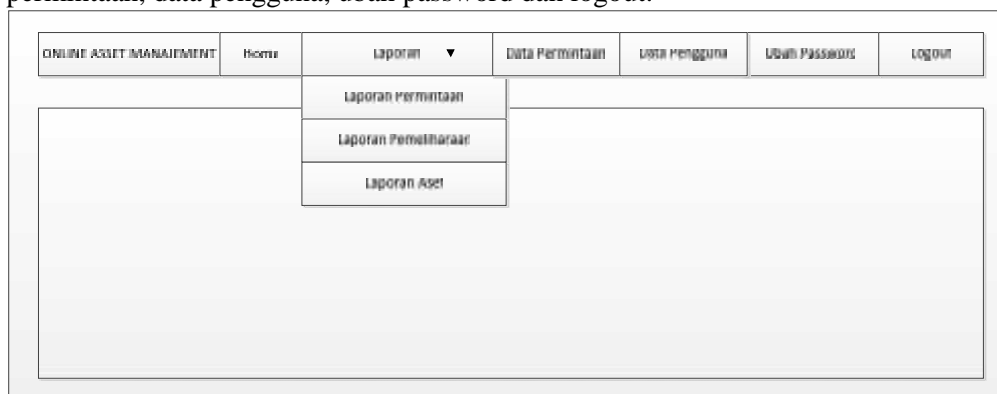 permintaan, data pengguna, ubah password dan logout.
ONLINE ASSET MANAJEMENT Home Laporan ▼ Data Permintaan Data Pengguna Ubah Password Logout
Laporan Permintaan
Laporan Pemeliharaan
Laporan Aset